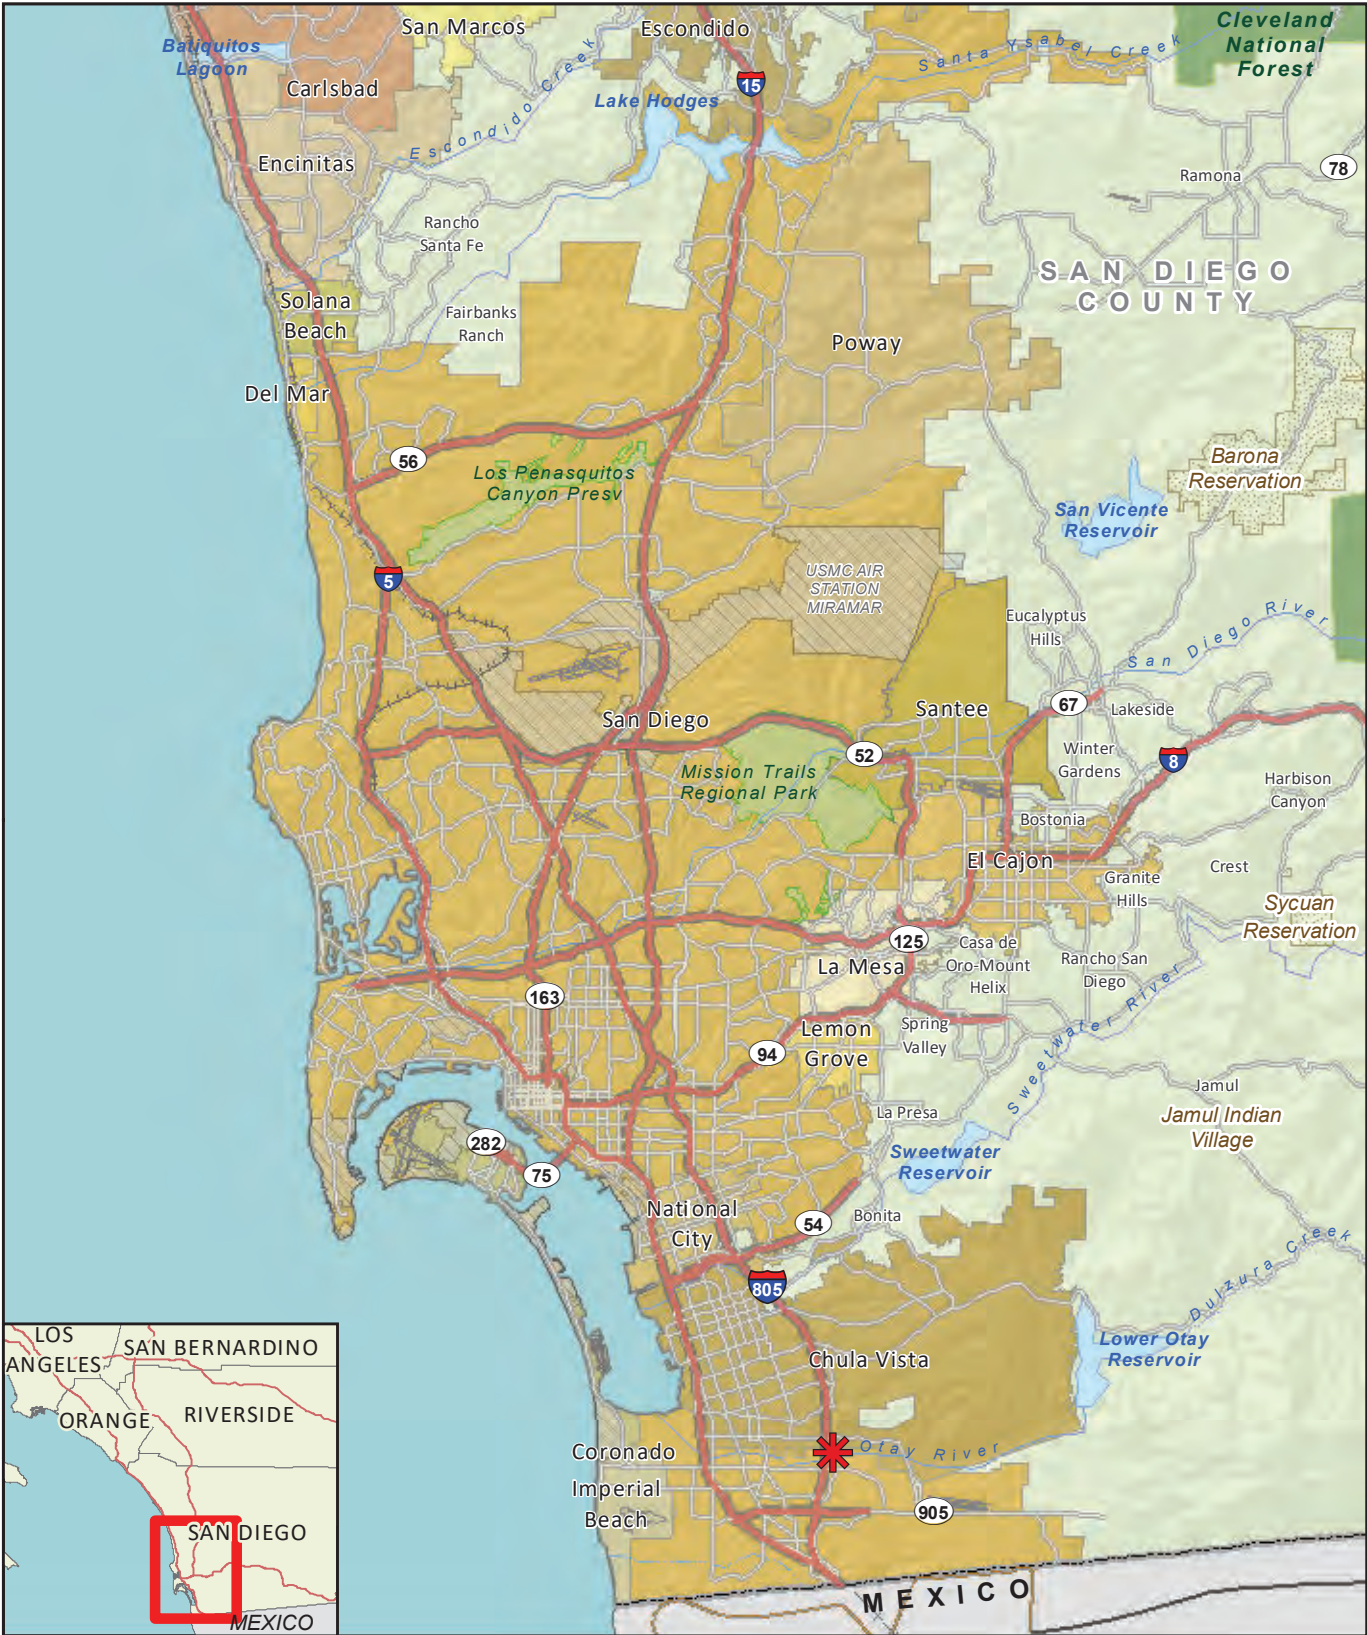 San Marcos
Escondido
Cleveland
National
Forest
Batiquitos
Lagoon
Carlsbad
Escondido Creek
Lake Hodges
15
Santa Ysabel Creek
Encinitas
Ramona
78
Rancho
Santa Fe
SAN DIEGO
COUNTY
Solana
Beach
Fairbanks
Ranch
Poway
Del Mar
56
Los Penasquitos
Canyon Presv
Barona
Reservation
San Vicente
Reservoir
5
USMC AIR
STATION
MIRAMAR
Eucalyptus
Hills
San Diego River
San Diego
Santee
67
Lakeside
52
Winter
Gardens
8
Mission Trails
Regional Park
Harbison
Canyon
Bostonia
El Cajon
Crest
Granite
Hills
Sycuan
Reservation
125
La Mesa
Casa de
Oro-Mount
Helix
Rancho San
Diego
163
Lemon
Grove
Spring
Valley
Sweetwater River
94
Jamul
La Presa
Jamul Indian
Village
282
75
Sweetwater
Reservoir
National
City
54
Bonita
805
Dulzura Creek
Lower Otay
Reservoir
Chula Vista
Otay River
Coronado
Imperial
Beach
905
MEXICO
LOS
ANGELES
SAN BERNARDINO
ORANGE
RIVERSIDE
SAN DIEGO
MEXICO